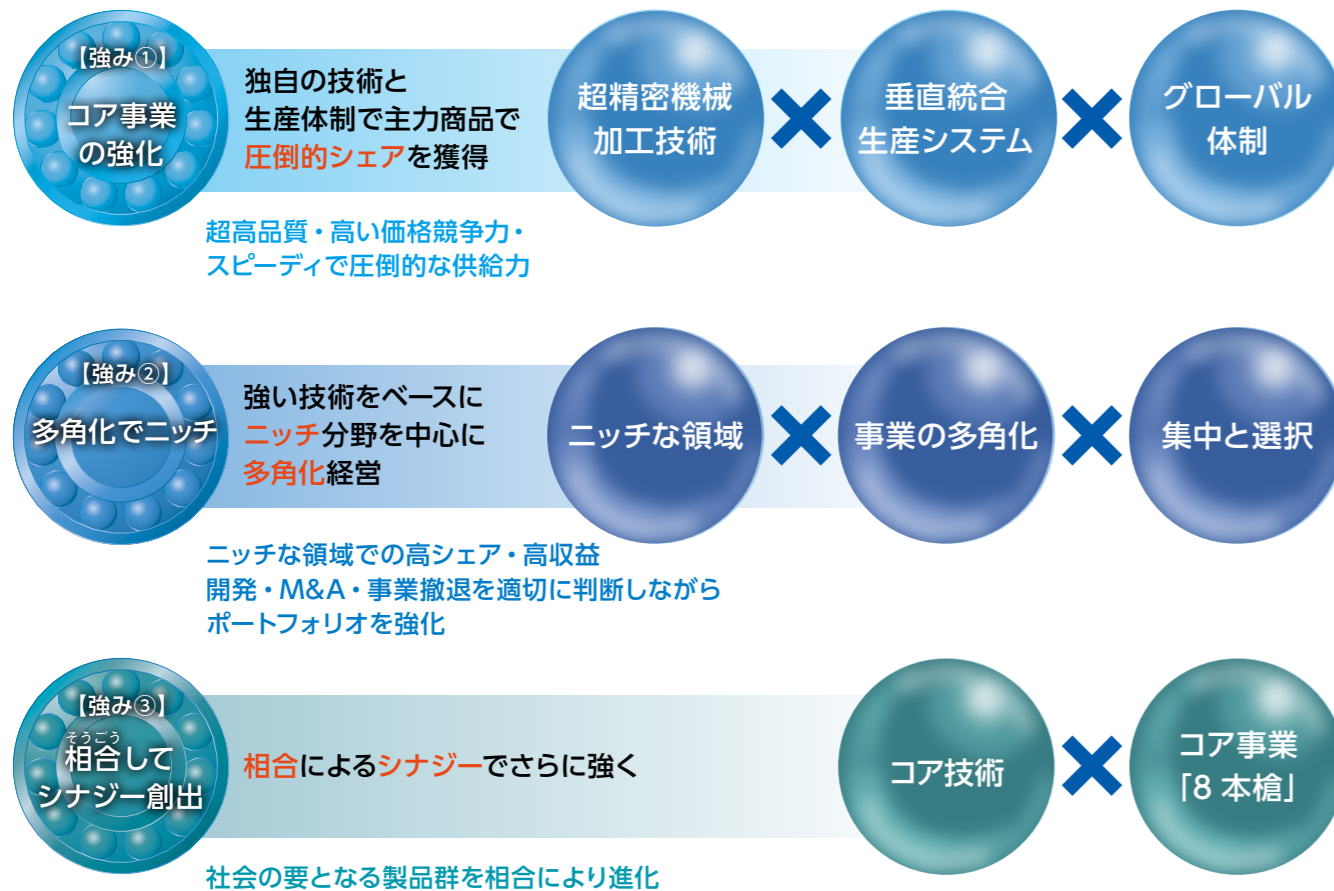 【強み①】
コア事業
の強化
独自の技術と
生産体制で主力商品で
圧倒的シェアを獲得
超精密機械
加工技術
×
垂直統合
生産システム
×
グローバル
体制
超高品質・高い価格競争力・
スピーディで圧倒的な供給力
【強み②】
多角化でニッチ
強い技術をベースに
ニッチ分野を中心に
多角化経営
ニッチな領域
×
事業の多角化
×
集中と選択
ニッチな領域での高シェア・高収益
開発・M&A・事業撤退を適切に判断しながら
ポートフォリオを強化
【強み③】
そうごう
相合して
シナジー創出
相合によるシナジーでさらに強く
コア技術
×
コア事業
「8本槍」
社会の要となる製品群を相合により進化